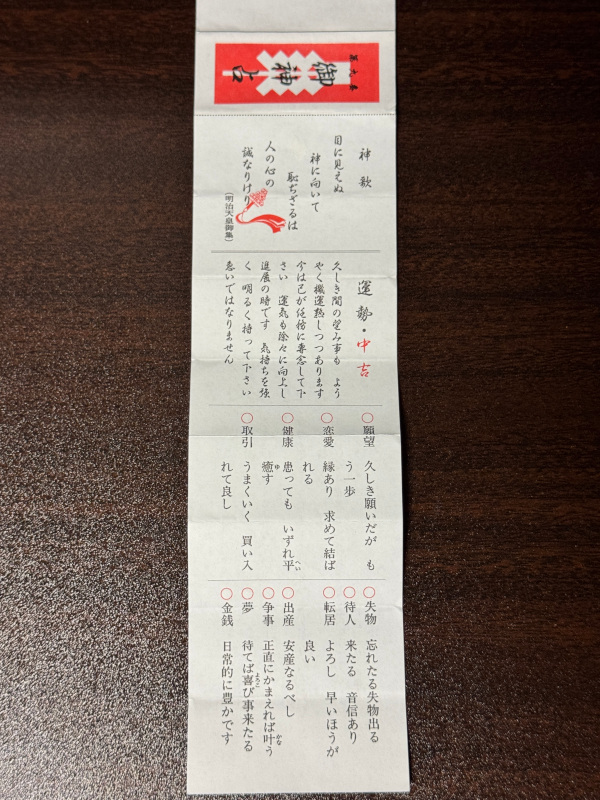 第九番
御神占
神歌
目に見えぬ
神に向いて
恥ぢざるは
人の心の
誠なりけり
（明治天皇御集）
運勢・中吉
久しき間の望み事も よう
やく機運熟しつつあります
今は己が任務に専念して下
さい 運気も徐々に向上し
進展の時です 気持ちを強
く 明るく持って下さい
急いではなりません
○願望 久しき願いだが も
う一歩
○恋愛 縁あり 求めて結ば
れる
○健康 患っても いずれ平
癒す
○取引 うまくいく 買い入
れて良し
○失物 忘れたる失物出る
○待人 来たる 音信あり
○転居 よろし 早いほうが
良い
○出産 安産なるべし
○争事 正直にかまえれば叶う
○夢 待てば喜び事来たる
○金銭 日常的に豊かです